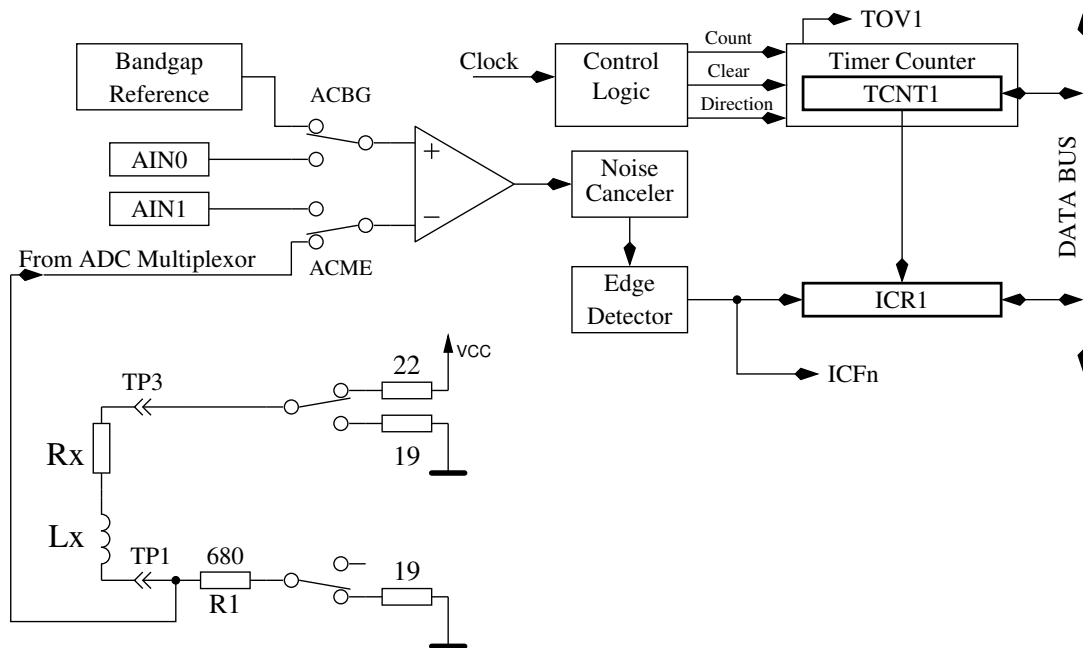 TOV1
Bandgap
Reference
Clock
Control
Logic
Count
Clear
Direction
Timer Counter
TCNT1
ACBG
AIN0
+
Noise
Canceler
AIN1
−
DATA BUS
From ADC Multiplexor
ACME
Edge
Detector
ICR1
VCC
22
ICFn
TP3
Rx
19
Lx
TP1
680
19
R1